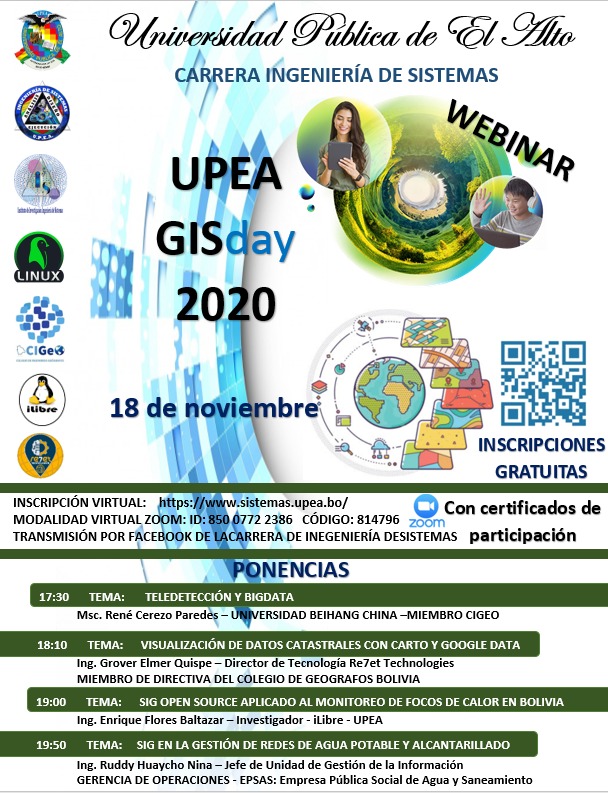 Universidad Pública de El Alto
CARRERA INGENIERÍA DE SISTEMAS
WEBINAR
UPEA
GISday
2020
LINUX
CIGeo
iLibre
re7et
18 de noviembre
INSCRIPCIONES
GRATUITAS
INSCRIPCIÓN VIRTUAL: https://www.sistemas.upea.bo/
MODALIDAD VIRTUAL ZOOM: ID: 850 0772 2386 CÓDIGO: 814796
TRANSMISIÓN POR FACEBOOK DE LACARRERA DE INEGENIERÍA DESISTEMAS
zoom
Con certificados de
participación
PONENCIAS
17:30 TEMA: TELEDETECCIÓN Y BIGDATA
Msc. René Cerezo Paredes – UNIVERSIDAD BEIHANG CHINA –MIEMBRO CIGEO
18:10 TEMA: VISUALIZACIÓN DE DATOS CATASTRALES CON CARTO Y GOOGLE DATA
Ing. Grover Elmer Quispe – Director de Tecnología Re7et Technologies
MIEMBRO DE DIRECTIVA DEL COLEGIO DE GEOGRAFOS BOLIVIA
19:00 TEMA: SIG OPEN SOURCE APLICADO AL MONITOREO DE FOCOS DE CALOR EN BOLIVIA
Ing. Enrique Flores Baltazar – Investigador - iLibre - UPEA
19:50 TEMA: SIG EN LA GESTIÓN DE REDES DE AGUA POTABLE Y ALCANTARILLADO
Ing. Ruddy Huaycho Nina – Jefe de Unidad de Gestión de la Información
GERENCIA DE OPERACIONES - EPSAS: Empresa Pública Social de Agua y Saneamiento